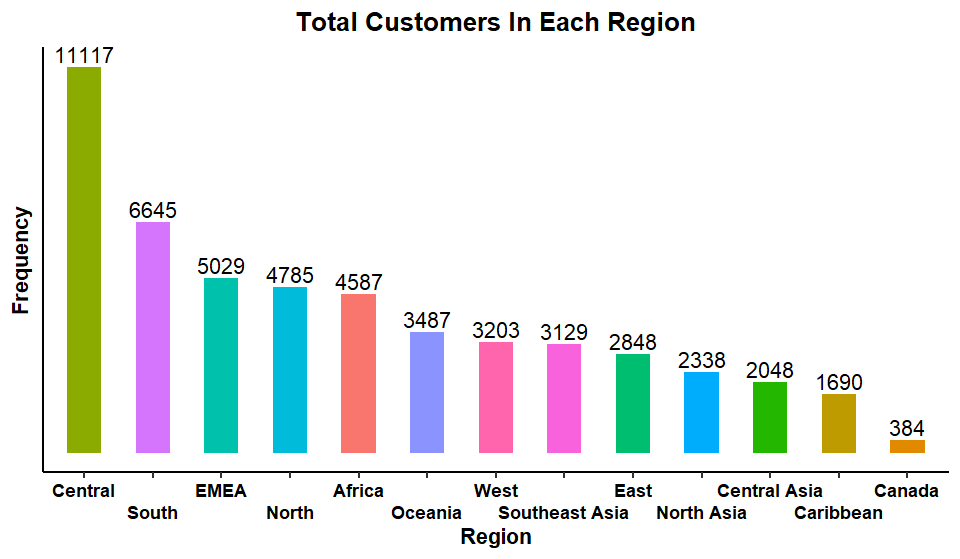 Total Customers In Each Region
11117
6645
5029
4785
4587
3487
3203
3129
2848
2338
2048
1690
384
Frequency
Central
South
EMEA
North
Africa
Oceania
West
Southeast Asia
East
North Asia
Central Asia
Caribbean
Canada
Region